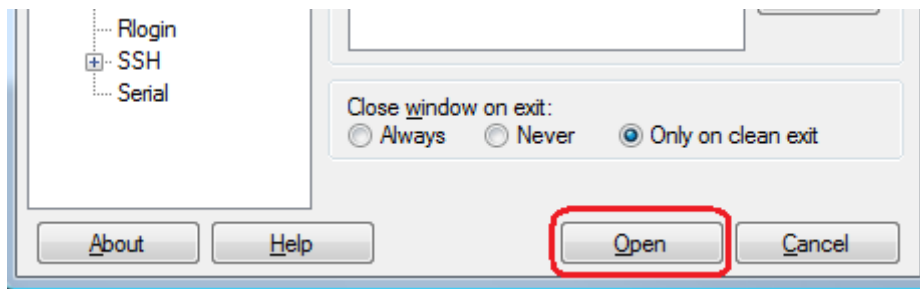 Rlogin
SSH
Serial
Close window on exit:
Always Never Only on clean exit
About Help Open Cancel